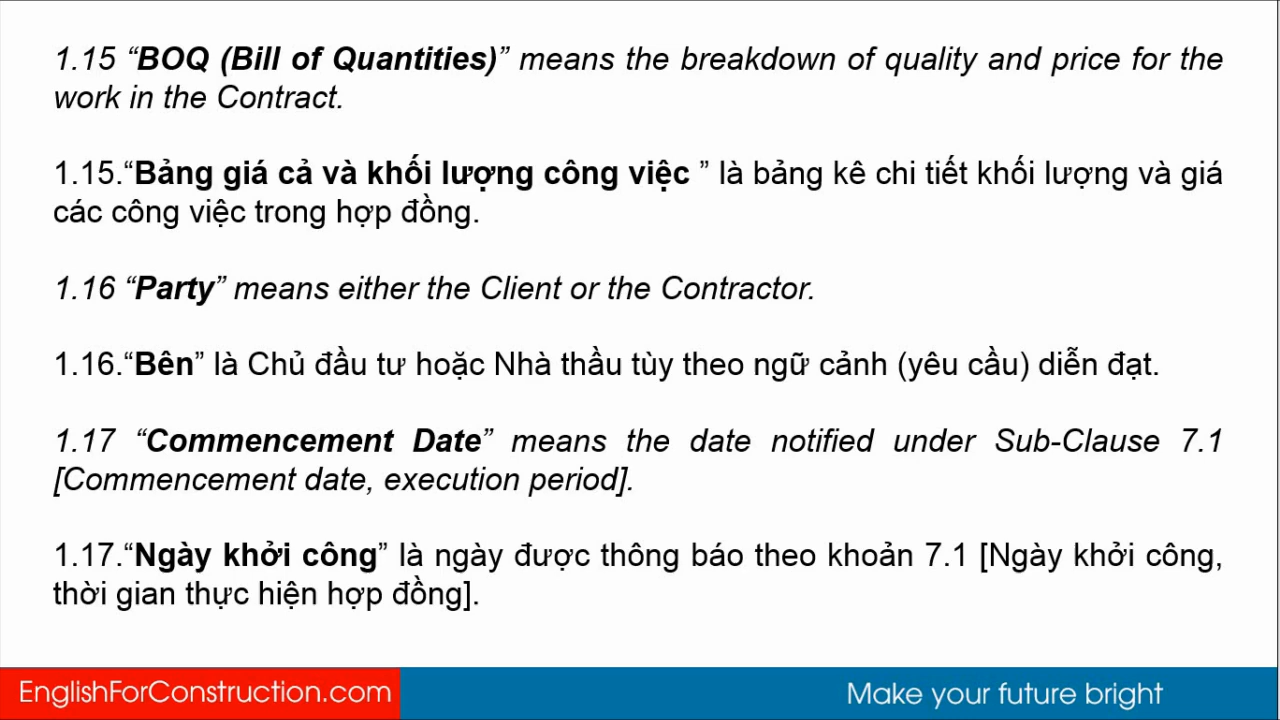 1.15 “BOQ (Bill of Quantities)” means the breakdown of quality and price for the
work in the Contract.
1.15.“Bảng giá cả và khối lượng công việc ” là bảng kê chi tiết khối lượng và giá
các công việc trong hợp đồng.
1.16 “Party” means either the Client or the Contractor.
1.16.“Bên” là Chủ đầu tư hoặc Nhà thầu tùy theo ngữ cảnh (yêu cầu) diễn đạt.
1.17 “Commencement Date” means the date notified under Sub-Clause 7.1
[Commencement date, execution period].
1.17.“Ngày khởi công” là ngày được thông báo theo khoản 7.1 [Ngày khởi công,
thời gian thực hiện hợp đồng].
EnglishForConstruction.com
Make your future bright